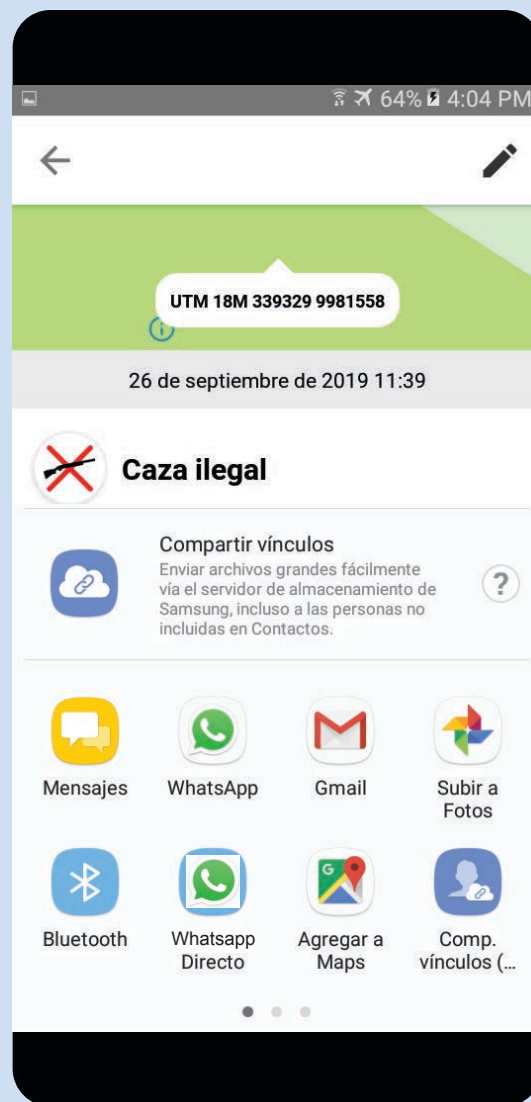 64% 4:04 PM
UTM 18M 339329 9981558
26 de septiembre de 2019 11:39
Caza ilegal
Compartir vínculos
Enviar archivos grandes fácilmente
vía el servidor de almacenamiento de
Samsung, incluso a las personas no
incluidas en Contactos.
?
Mensajes
WhatsApp
Gmail
Subir a
Fotos
G
Bluetooth
Whatsapp
Directo
Agregar a
Maps
Comp.
vínculos (...